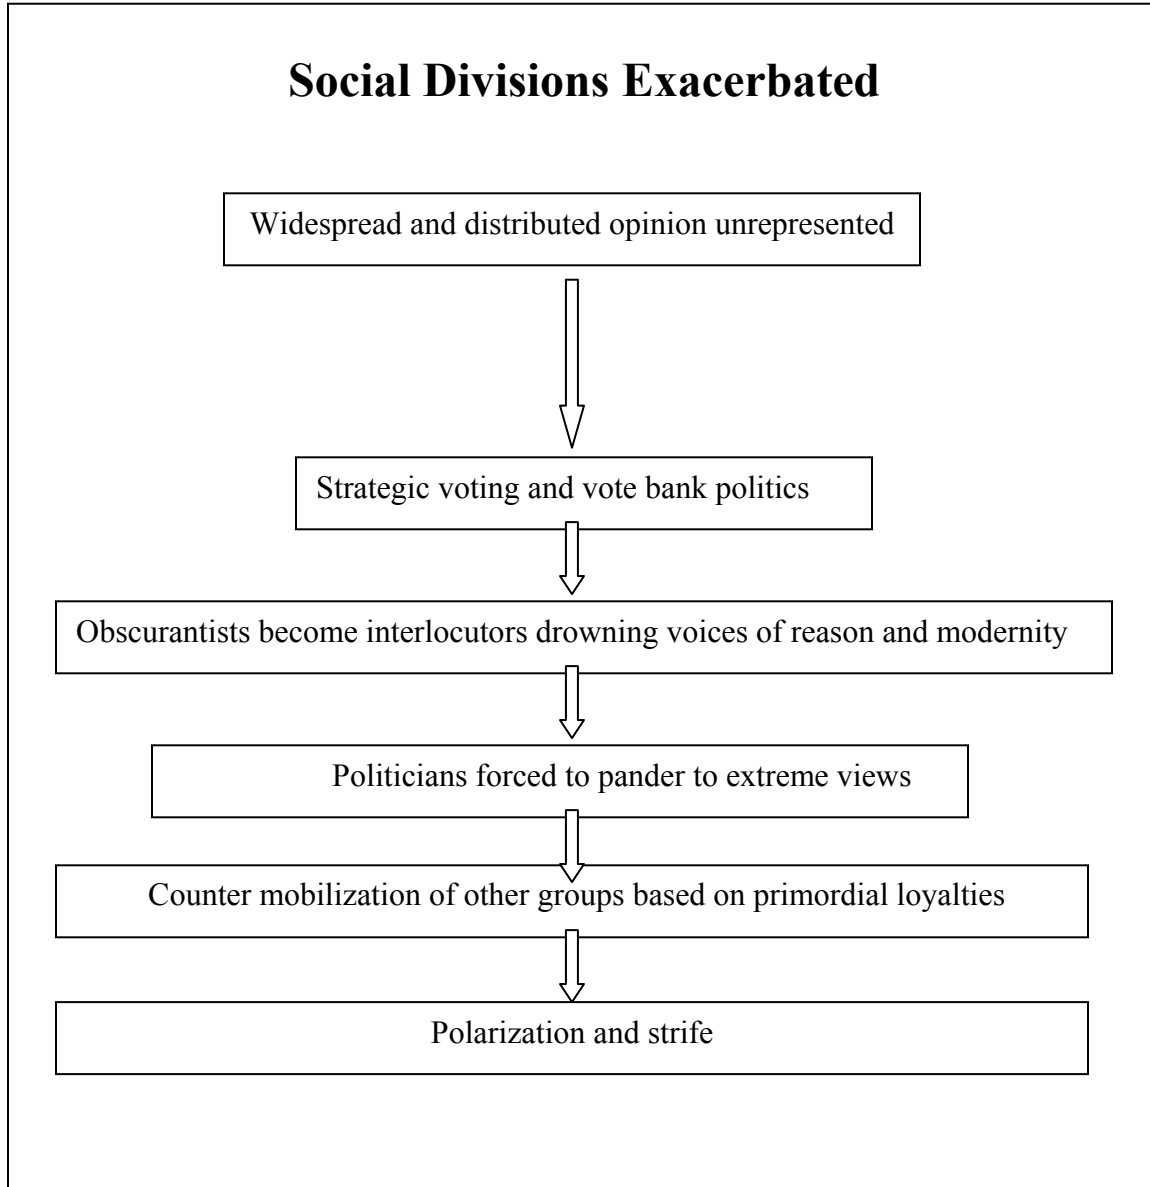 Social Divisions Exacerbated
Widespread and distributed opinion unrepresented
Strategic voting and vote bank politics
Obscurantists become interlocutors drowning voices of reason and modernity
Politicians forced to pander to extreme views
Counter mobilization of other groups based on primordial loyalties
Polarization and strife